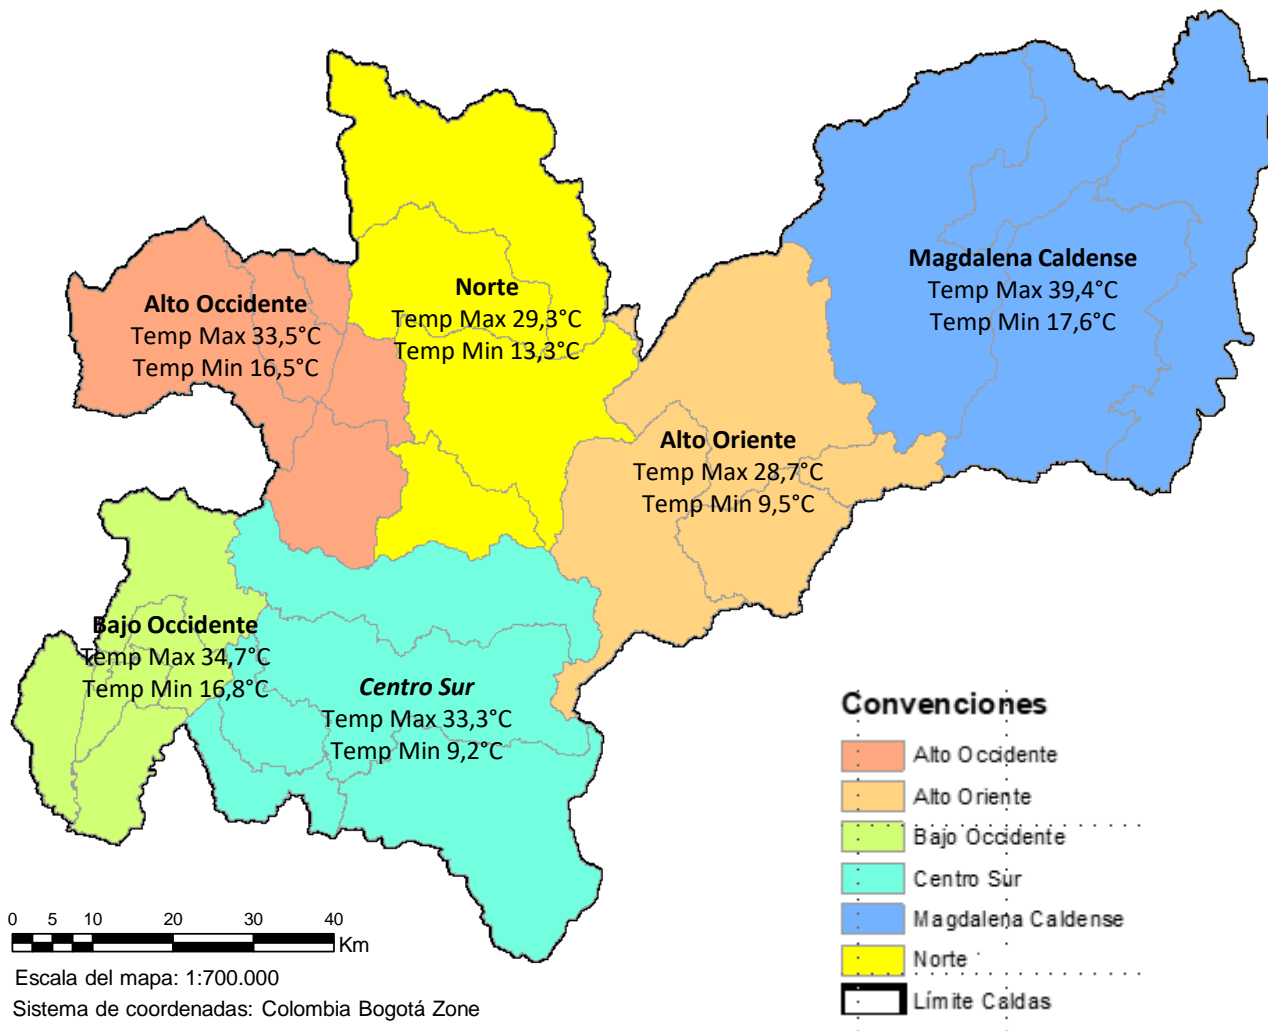 Alto Occidente
Temp Max 33,5°C
Temp Min 16,5°C
Norte
Temp Max 29,3°C
Temp Min 13,3°C
Magdalena Caldense
Temp Max 39,4°C
Temp Min 17,6°C
Alto Oriente
Temp Max 28,7°C
Temp Min 9,5°C
Bajo Occidente
Temp Max 34,7°C
Temp Min 16,8°C
Centro Sur
Temp Max 33,3°C
Temp Min 9,2°C
Convenciones
Alto Occidente
Alto Oriente
Bajo Occidente
Centro Sur
Magdalena Caldense
Norte
Límite Caldas
0 5 10 20 30 40
Km
Escala del mapa: 1:700.000
Sistema de coordenadas: Colombia Bogotá Zone